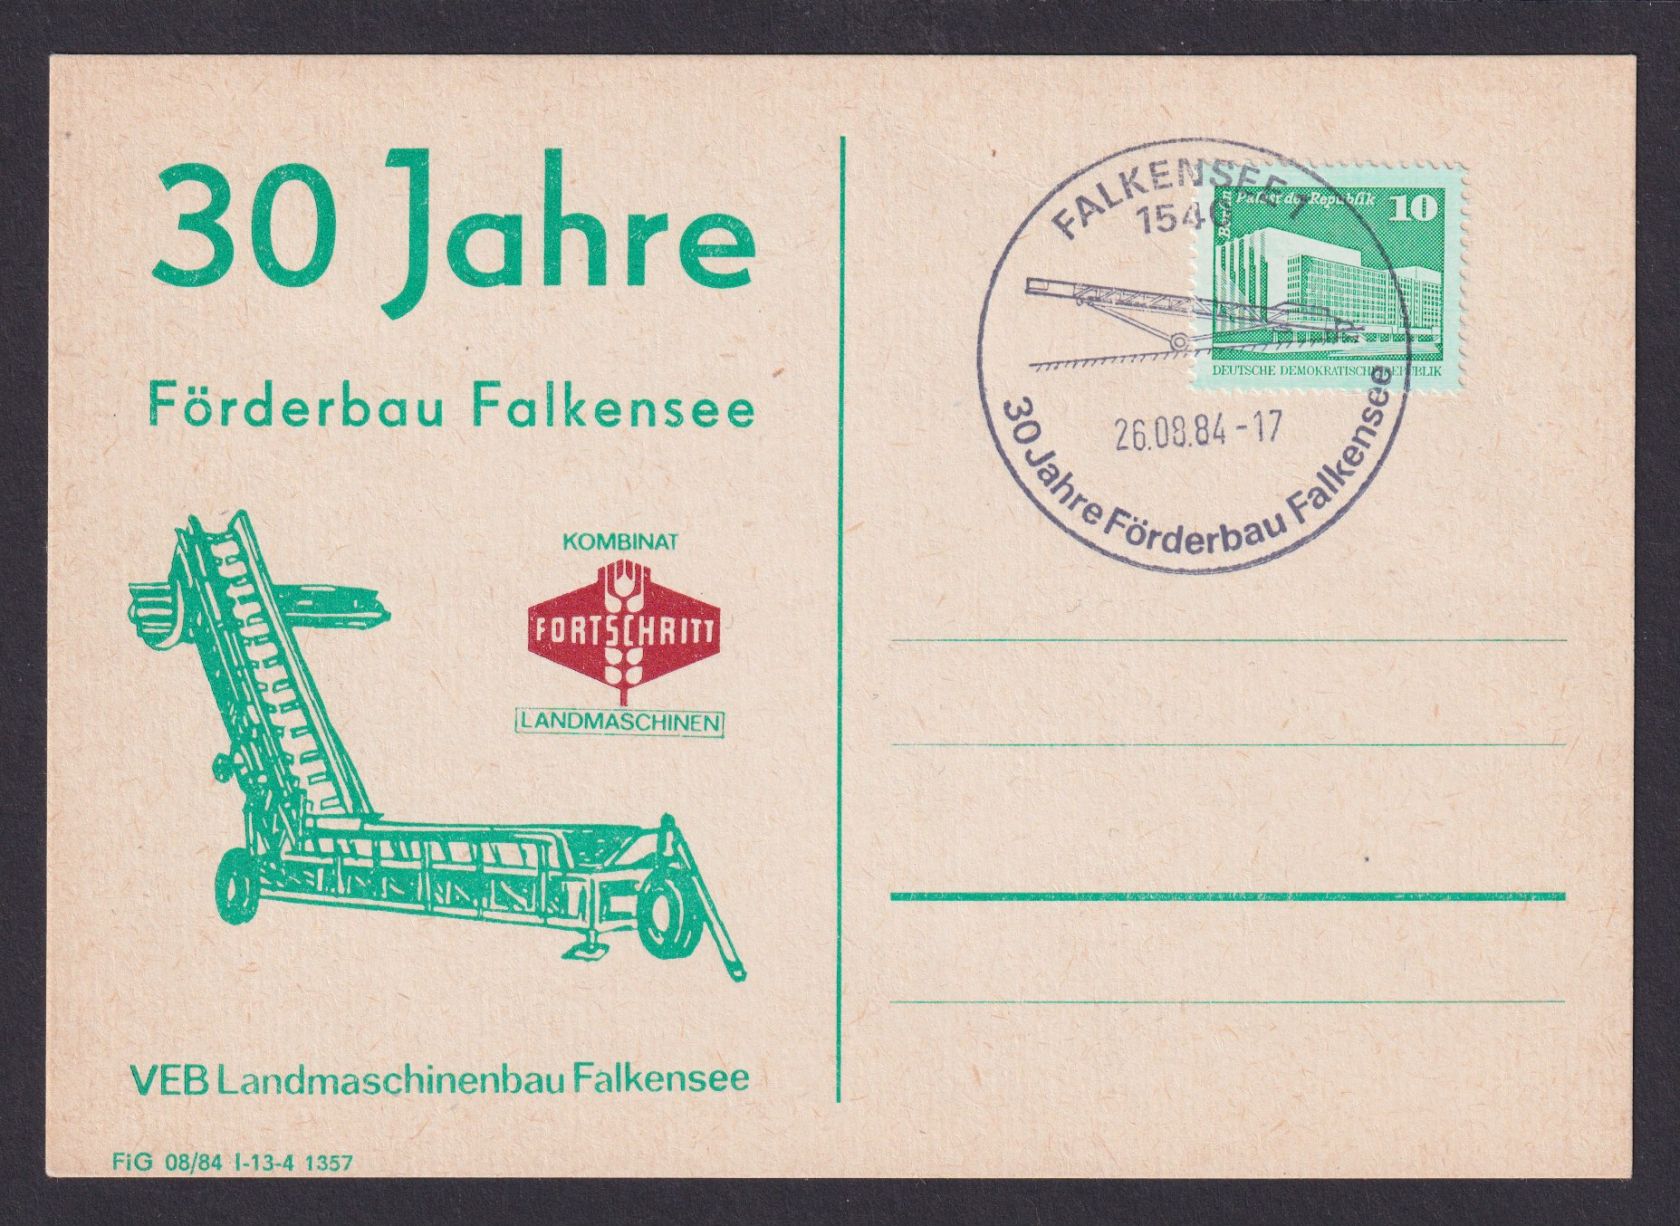 30 Jahre
Förderbau Falkensee
KOMBINAT
FORTSCHRITT
LANDMASCHINEN
VEB Landmaschinenbau Falkensee
FiG 08/84 I-13-4 1357
FALKENSEE 1
1540
26.08.84-17
30 Jahre Förderbau Falkensee
Berlin Palast der Republik 10
DEUTSCHE DEMOKRATISCHE REPUBLIK